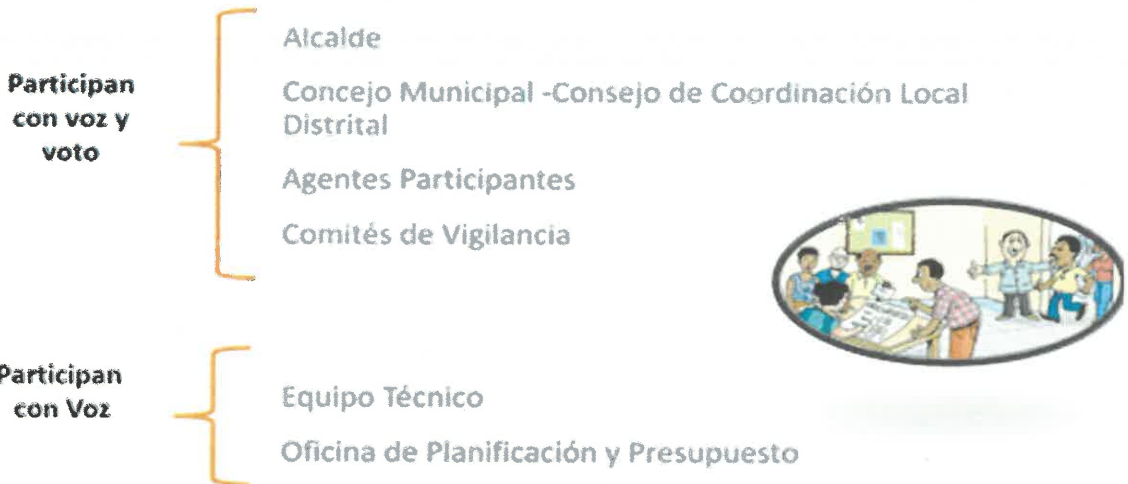 Participan
con voz y
voto
Alcalde
Concejo Municipal -Consejo de Coordinación Local
Distrital
Agentes Participantes
Comités de Vigilancia
Participan
con Voz
Equipo Técnico
Oficina de Planificación y Presupuesto